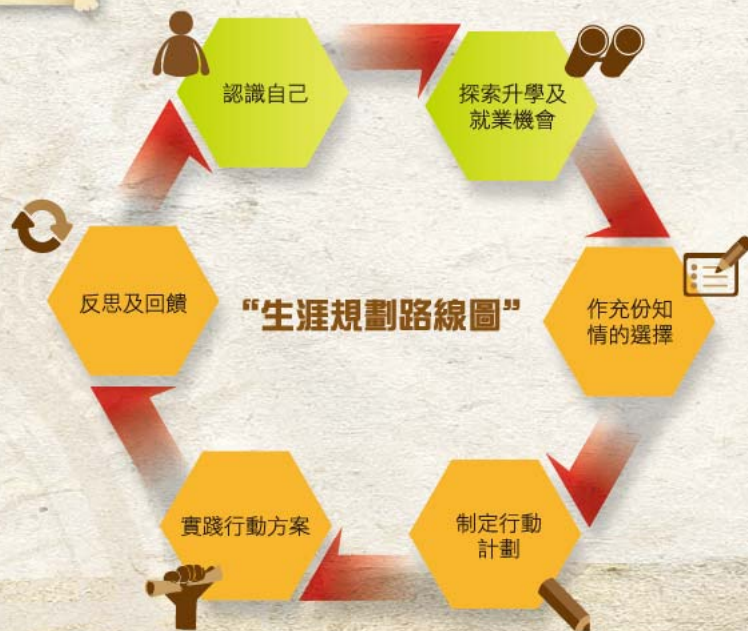 認識自己
探索升學及
就業機會
作充份知
情的選擇
制定行動
計劃
實踐行動方案
反思及回饋
“生涯規劃路線圖”